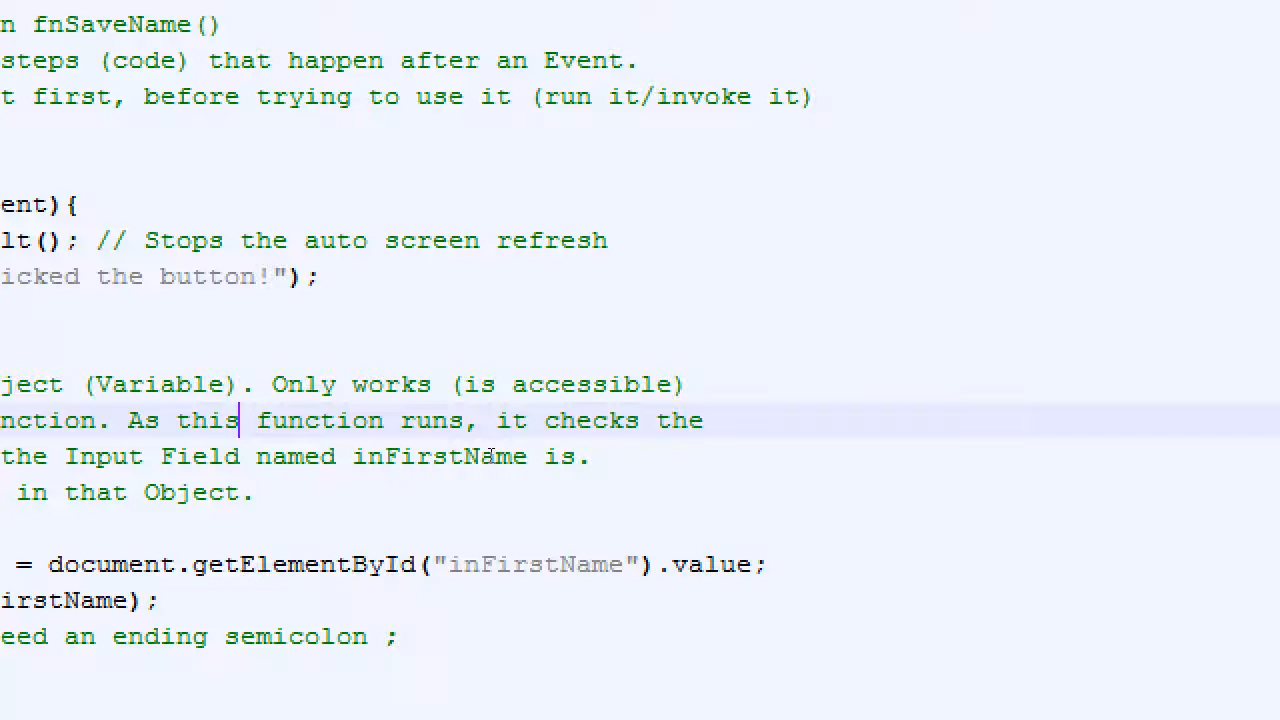 n fnSaveName()
steps (code) that happen after an Event.
t first, before trying to use it (run it/invoke it)
ent){
lt(); // Stops the auto screen refresh
icked the button!");
ject (Variable). Only works (is accessible)
nction. As this function runs, it checks the
the Input Field named inFirstName is.
in that Object.
= document.getElementById("inFirstName").value;
irstName);
eed an ending semicolon ;